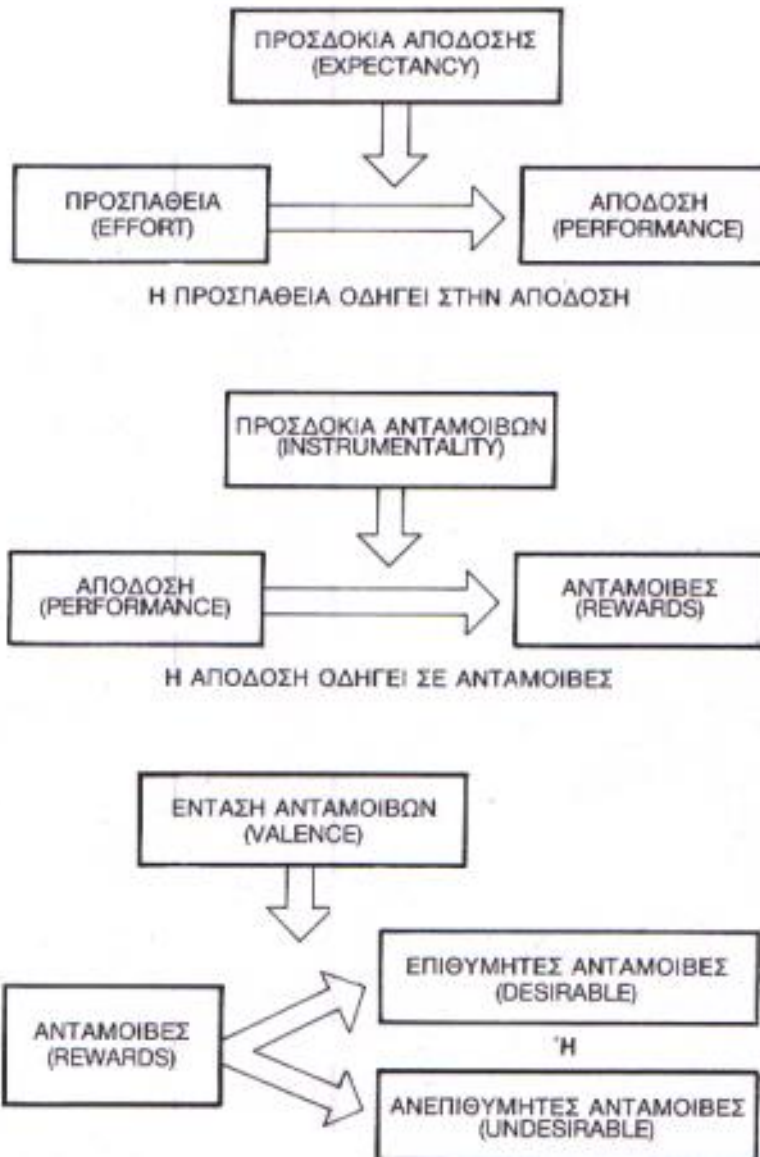 ΠΡΟΣΔΟΚΙΑ ΑΠΟΔΟΣΗΣ
(EXPECTANCY)
ΠΡΟΣΠΑΘΕΙΑ
(EFFORT)
ΑΠΟΔΟΣΗ
(PERFORMANCE)
Η ΠΡΟΣΠΑΘΕΙΑ ΟΔΗΓΕΙ ΣΤΗΝ ΑΠΟΔΟΣΗ
ΠΡΟΣΔΟΚΙΑ ΑΝΤΑΜΟΙΒΩΝ
(INSTRUMENTALITY)
ΑΠΟΔΟΣΗ
(PERFORMANCE)
ΑΝΤΑΜΟΙΒΕΣ
(REWARDS)
Η ΑΠΟΔΟΣΗ ΟΔΗΓΕΙ ΣΕ ΑΝΤΑΜΟΙΒΕΣ
ΕΝΤΑΣΗ ΑΝΤΑΜΟΙΒΩΝ
(VALENCE)
ΑΝΤΑΜΟΙΒΕΣ
(REWARDS)
ΕΠΙΘΥΜΗΤΕΣ ΑΝΤΑΜΟΙΒΕΣ
(DESIRABLE)
Ή
ΑΝΕΠΙΘΥΜΗΤΕΣ ΑΝΤΑΜΟΙΒΕΣ
(UNDESIRABLE)